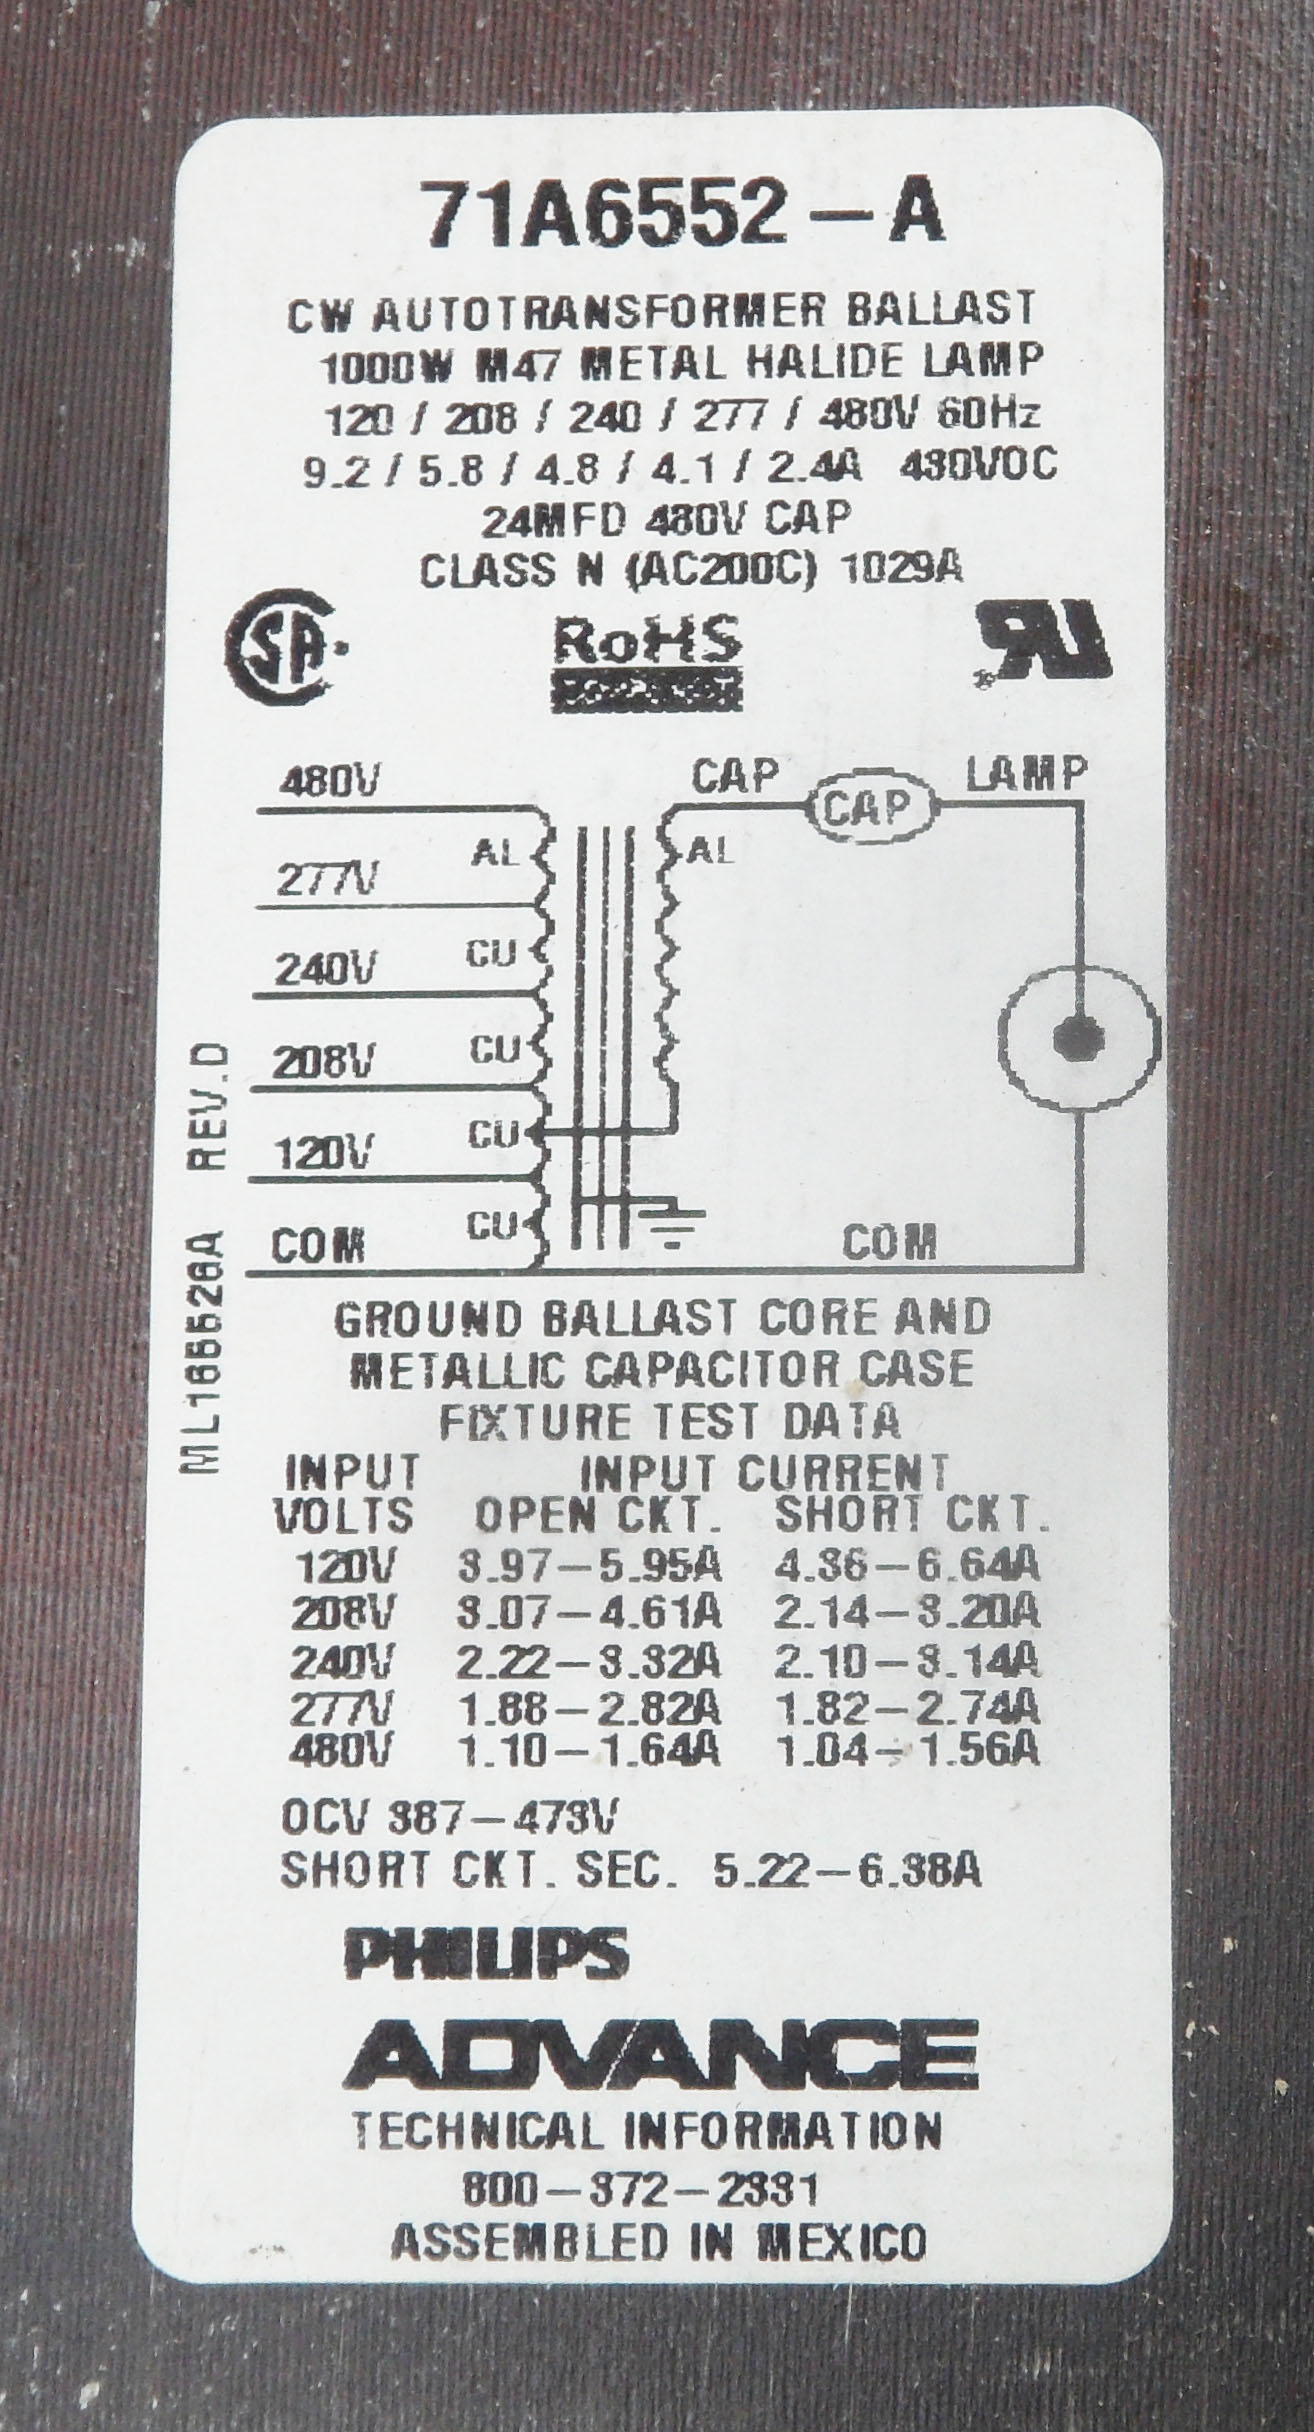 71A6552-A
CW AUTOTRANSFORMER BALLAST
1000W M47 METAL HALIDE LAMP
120 / 208 / 240 / 277 / 480V 60Hz
9.2 / 5.8 / 4.8 / 4.1 / 2.4A 430VOC
24MFD 480V CAP
CLASS N (AC200C) 1029A
SA
RoHS
RU
480V
CAP
CAP
LAMP
AL
AL
277V
CU
240V
CU
208V
CU
120V
CU
COM
COM
REV.D
GROUND BALLAST CORE AND
METALLIC CAPACITOR CASE
FIXTURE TEST DATA
INPUT INPUT CURRENT
VOLTS OPEN CKT. SHORT CKT.
120V 3.97-5.95A 4.36-6.64A
208V 3.07-4.61A 2.14-3.20A
240V 2.22-3.32A 2.10-3.14A
277V 1.88-2.82A 1.82-2.74A
480V 1.10-1.64A 1.04-1.56A
OCV 387-473V
SHORT CKT. SEC. 5.22-6.38A
PHILIPS
ADVANCE
TECHNICAL INFORMATION
800-372-2331
ASSEMBLED IN MEXICO